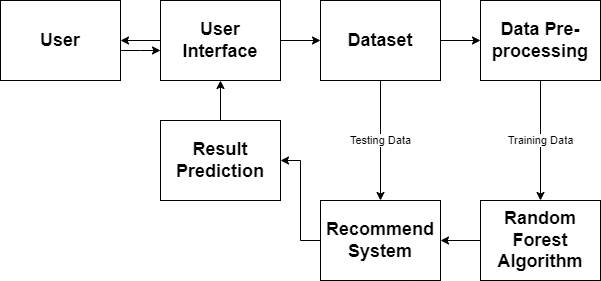 User
User
Interface
Dataset
Data Pre-
processing
Testing Data
Training Data
Result
Prediction
Recommend
System
Random
Forest
Algorithm